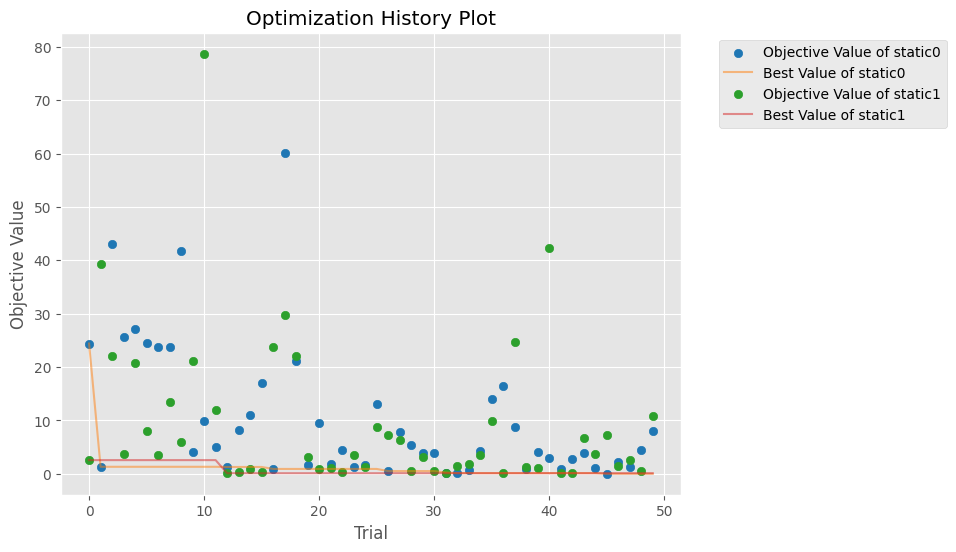 Optimization History Plot
Objective Value of static0
Best Value of static0
Objective Value of static1
Best Value of static1
Objective Value
80
70
60
50
40
30
20
10
0
0 10 20 30 40 50
Trial